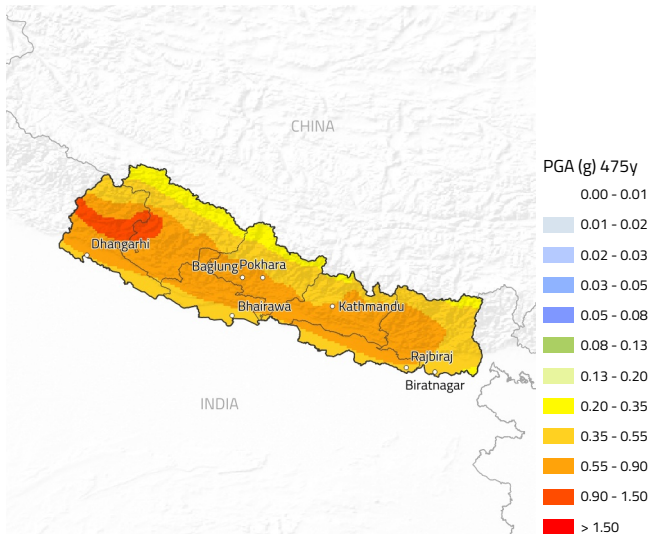 CHINA
Dhangarhi
Baglung
Pokhara
Bhairawa
Kathmandu
Rajbiraj
Biratnagar
INDIA
PGA (g) 475y
0.00 - 0.01
0.01 - 0.02
0.02 - 0.03
0.03 - 0.05
0.05 - 0.08
0.08 - 0.13
0.13 - 0.20
0.20 - 0.35
0.35 - 0.55
0.55 - 0.90
0.90 - 1.50
> 1.50